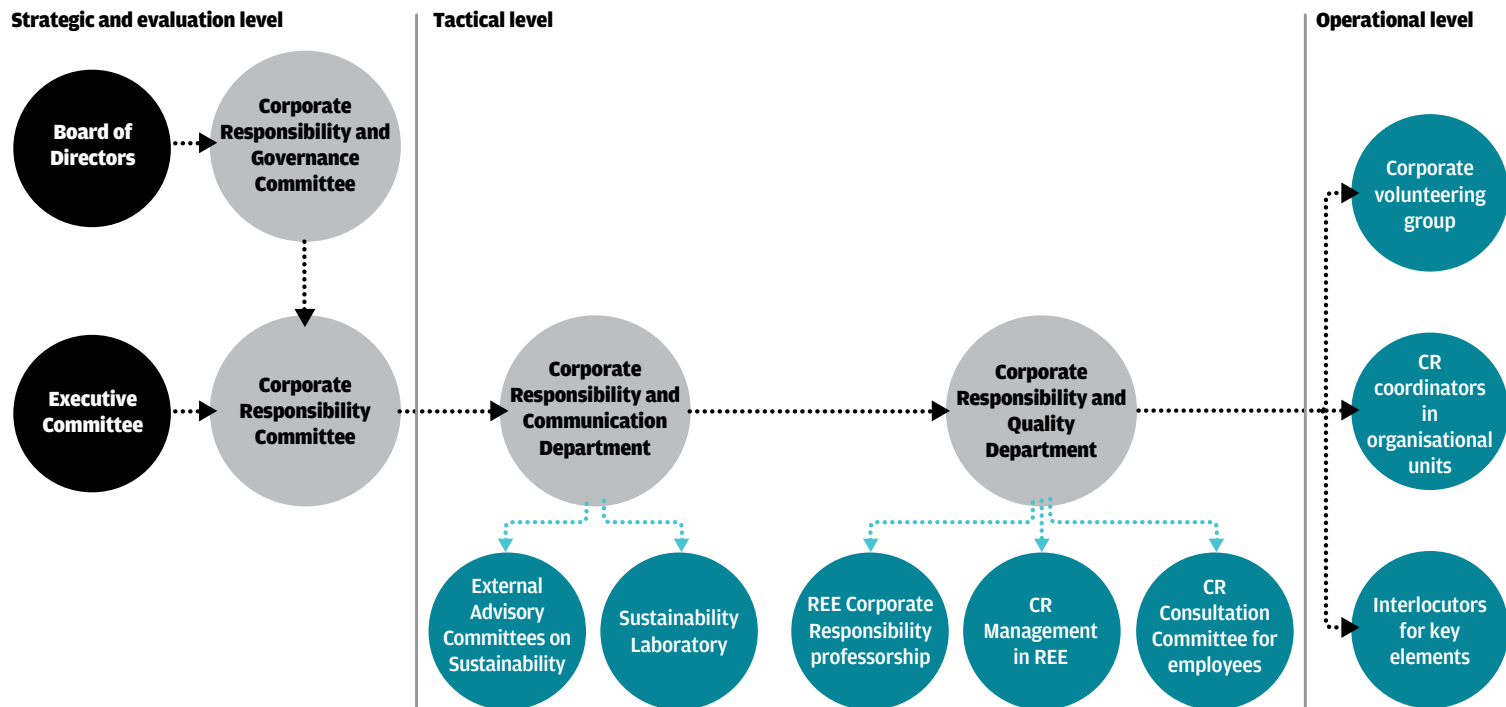 Strategic and evaluation level
Tactical level
Operational level
Board of
Directors
Corporate
Responsibility and
Governance
Committee
Corporate
volunteering
group
Executive
Committee
Corporate
Responsibility
Committee
Corporate
Responsibility and
Communication
Department
Corporate
Responsibility and
Quality
Department
CR
coordinators
in
organisational
units
External
Advisory
Committees on
Sustainability
Sustainability
Laboratory
REE Corporate
Responsibility
professorship
CR
Management
in REE
CR
Consultation
Committee for
employees
Interlocutors
for key
elements